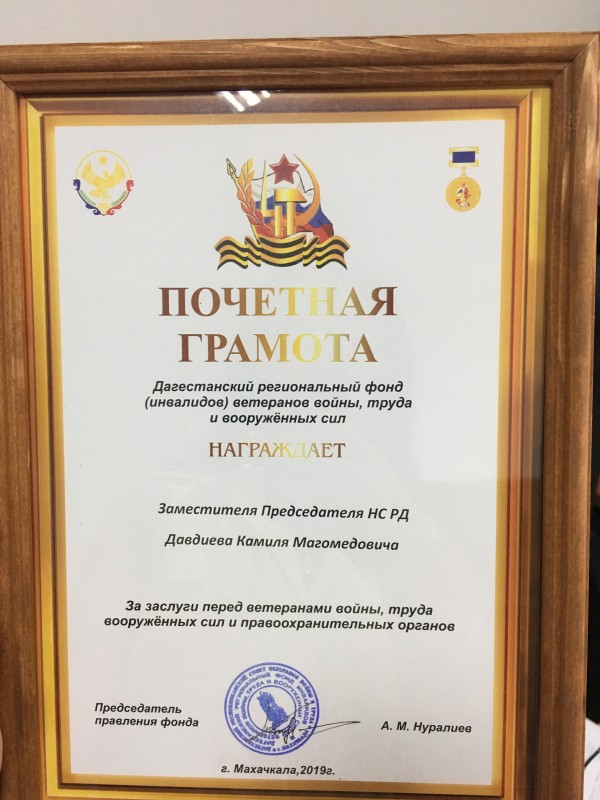 ПОЧЕТНАЯ
ГРАМОТА
Дагестанский региональный фонд
(инвалидов) ветеранов войны, труда
и вооружённых сил
НАГРАЖДАЕТ
Заместителя Председателя НС РД
Давдиева Камиля Магомедовича
За заслуги перед ветеранами войны, труда
вооружённых сил и правоохранительных органов
Председатель
правления фонда
А. М. Нуралиев
г. Махачкала,2019г.